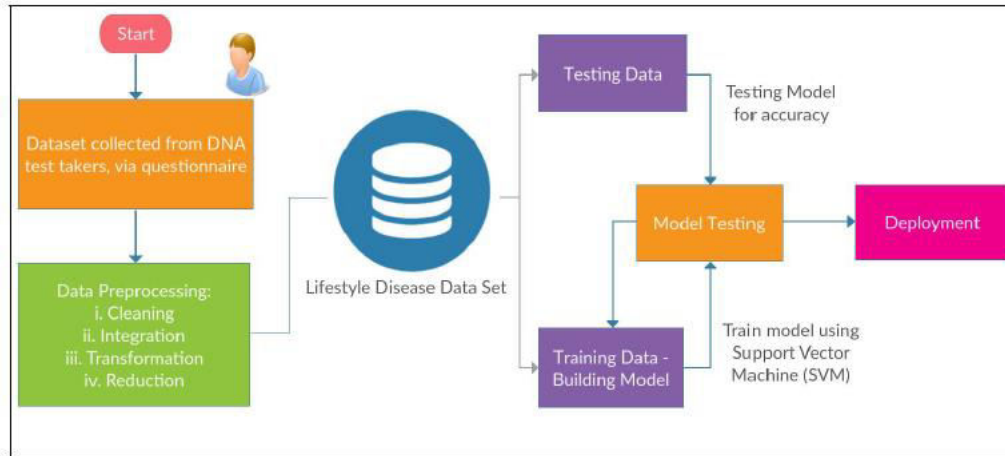 Start
Dataset collected from DNA
test takers, via questionnaire
Data Preprocessing:
i. Cleaning
ii. Integration
iii. Transformation
iv. Reduction
Lifestyle Disease Data Set
Testing Data
Testing Model
for accuracy
Model Testing
Deployment
Training Data -
Building Model
Train model using
Support Vector
Machine (SVM)